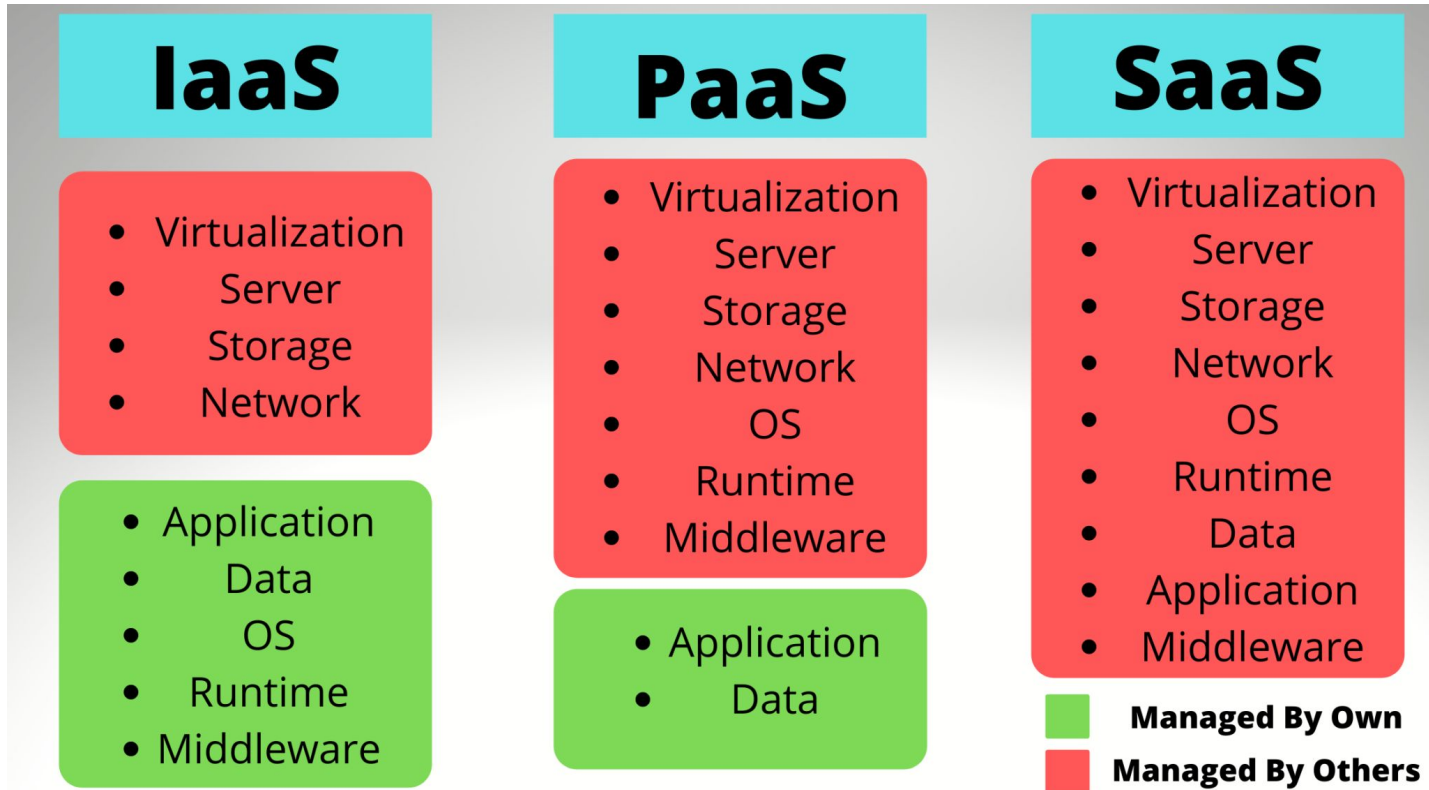 IaaS
• Virtualization
• Server
• Storage
• Network
• Application
• Data
• OS
• Runtime
• Middleware
PaaS
• Virtualization
• Server
• Storage
• Network
• OS
• Runtime
• Middleware
• Application
• Data
SaaS
• Virtualization
• Server
• Storage
• Network
• OS
• Runtime
• Data
• Application
• Middleware
Managed By Own
Managed By Others